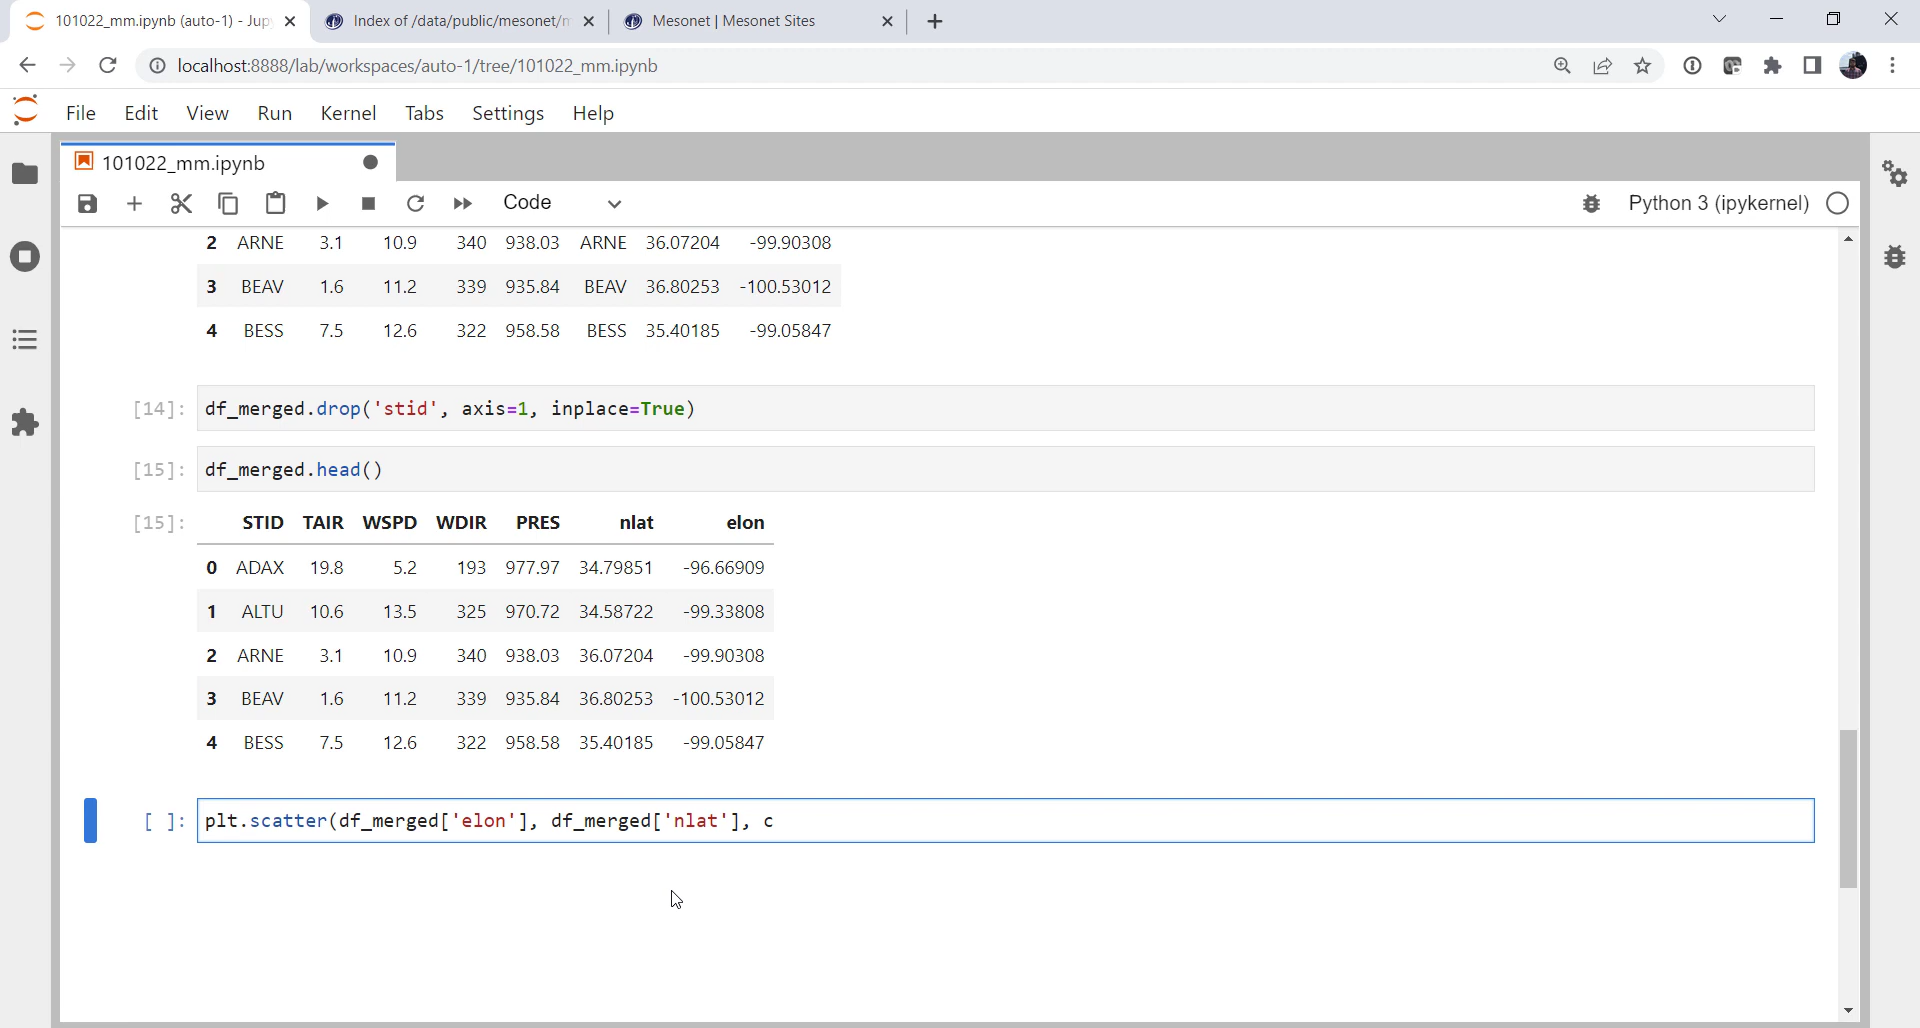 101022_mm.ipynb (auto-1) - Jup
Index of /data/public/mesonet/m
Mesonet | Mesonet Sites
localhost:8888/lab/workspaces/auto-1/tree/101022_mm.ipynb
File Edit View Run Kernel Tabs Settings Help
101022_mm.ipynb
Code
Python 3 (ipykernel)
2 ARNE 3.1 10.9 340 938.03 ARNE 36.07204 -99.90308
3 BEAV 1.6 11.2 339 935.84 BEAV 36.80253 -100.53012
4 BESS 7.5 12.6 322 958.58 BESS 35.40185 -99.05847
[14]: df_merged.drop('stid', axis=1, inplace=True)
[15]: df_merged.head()
[15]: STID TAIR WSPD WDIR PRES nlat elon
0 ADAX 19.8 5.2 193 977.97 34.79851 -96.66909
1 ALTU 10.6 13.5 325 970.72 34.58722 -99.33808
2 ARNE 3.1 10.9 340 938.03 36.07204 -99.90308
3 BEAV 1.6 11.2 339 935.84 36.80253 -100.53012
4 BESS 7.5 12.6 322 958.58 35.40185 -99.05847
[ ]: plt.scatter(df_merged['elon'], df_merged['nlat'], c